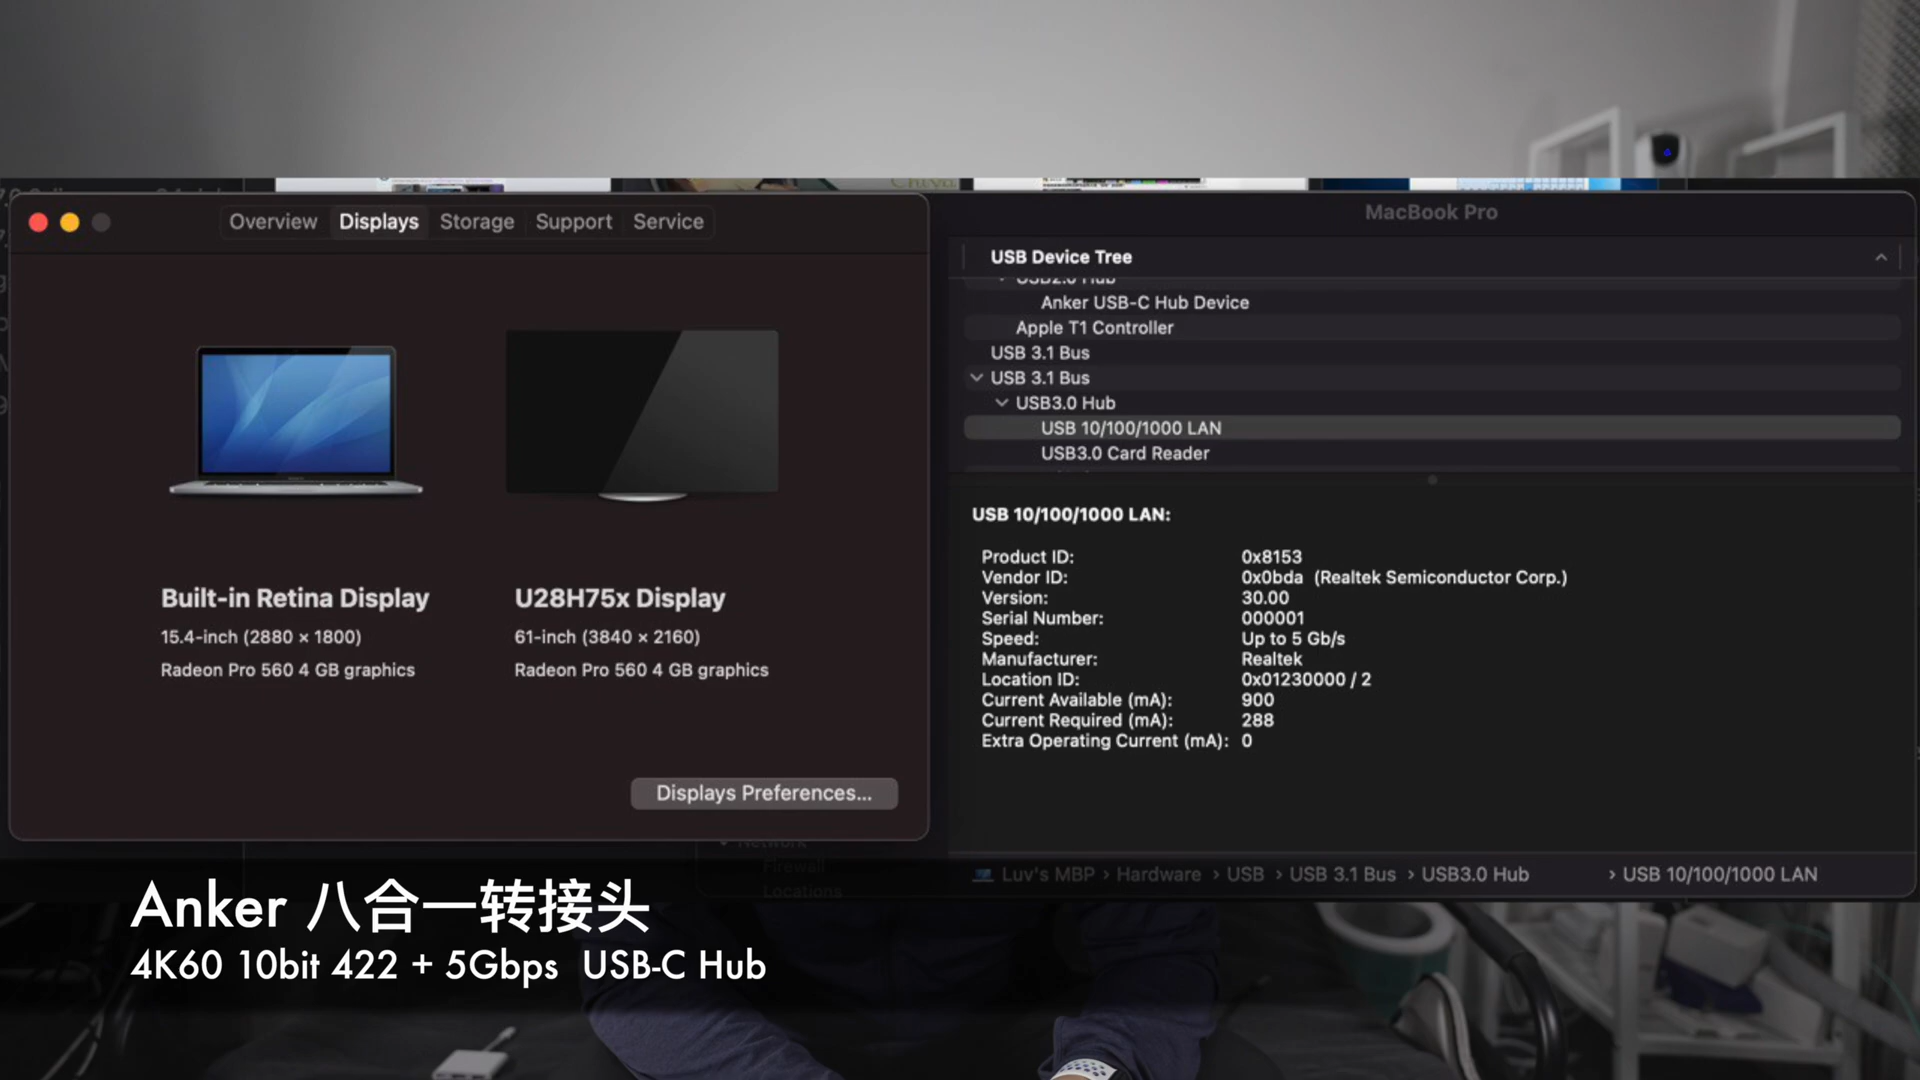 Overview Displays Storage Support Service
Built-in Retina Display
15.4-inch (2880 × 1800)
Radeon Pro 560 4 GB graphics
U28H75x Display
61-inch (3840 × 2160)
Radeon Pro 560 4 GB graphics
Displays Preferences...
MacBook Pro
USB Device Tree
USB2.0 Hub
Anker USB-C Hub Device
Apple T1 Controller
USB 3.1 Bus
USB 3.1 Bus
USB3.0 Hub
USB 10/100/1000 LAN
USB3.0 Card Reader
USB 10/100/1000 LAN:
Product ID: 0x8153
Vendor ID: 0x0bda (Realtek Semiconductor Corp.)
Version: 30.00
Serial Number: 000001
Speed: Up to 5 Gb/s
Manufacturer: Realtek
Location ID: 0x01230000 / 2
Current Available (mA): 900
Current Required (mA): 288
Extra Operating Current (mA): 0
Network
Firewall
Locations
Luv's MBP › Hardware › USB › USB 3.1 Bus › USB3.0 Hub › USB 10/100/1000 LAN
Anker 八合一转接头
4K60 10bit 422 + 5Gbps USB-C Hub